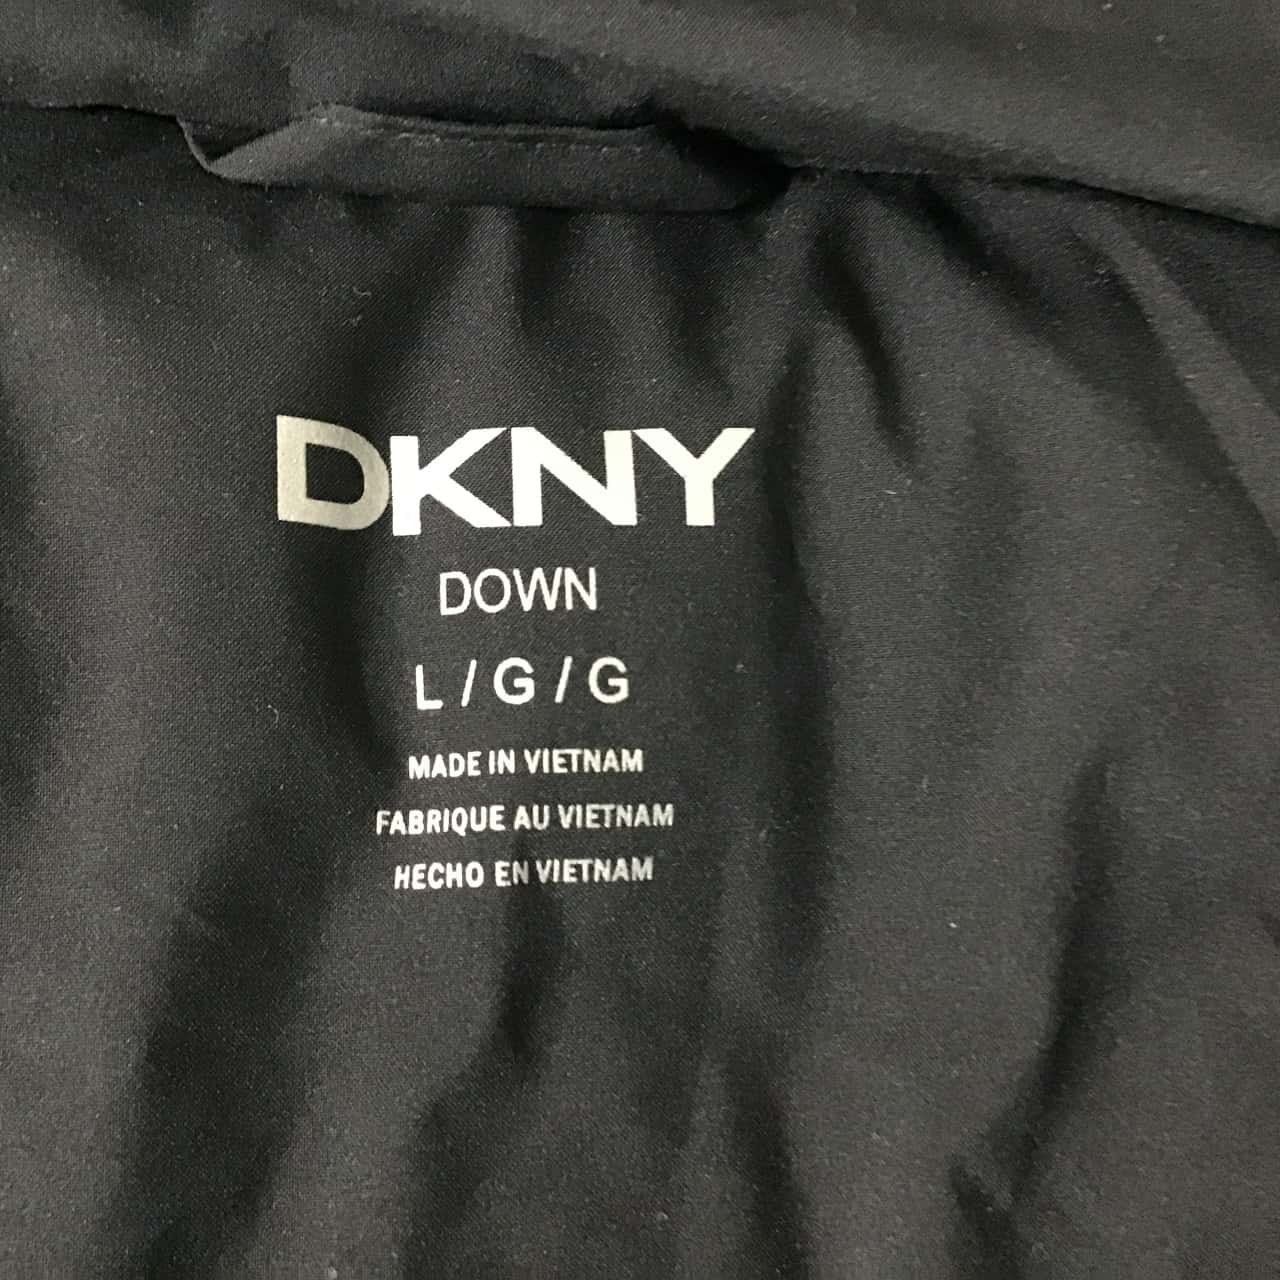 DKNY
DOWN
L / G / G
MADE IN VIETNAM
FABRIQUE AU VIETNAM
HECHO EN VIETNAM